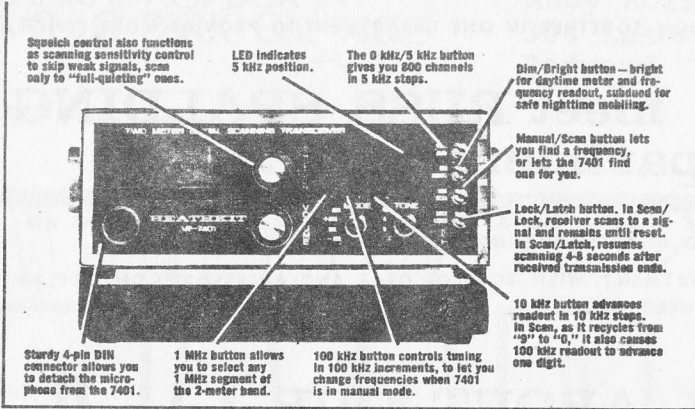 Squelch control also functions
as scanning sensitivity control
to skip weak signals, scan
only to "full-quieting" ones.
LED indicates
5 kHz position.
The 0 kHz/5 kHz button
gives you 800 channels
in 5 kHz steps.
Dim/Bright button — bright
for daytime meter and fre-
quency readout, subdued for
safe nighttime mobiling.
Manual/Scan button lets
you find a frequency,
or lets the 7401 find
one for you.
Lock/Latch button. In Scan/
Lock, receiver scans to a sig-
nal and remains until reset.
In Scan/Latch, resumes
scanning 4-8 seconds after
received transmission ends.
10 kHz button advances
readout in 10 kHz steps.
In Scan, as it recycles from
"9" to "0," it also causes
100 kHz readout to advance
one digit.
TWO METER DIGITAL SCANNING TRANSCEIVER
HEATHKIT
VF-7401
MODE
TONE
Sturdy 4-pin DIN
connector allows you
to detach the micro-
phone from the 7401.
1 MHz button allows
you to select any
1 MHz segment of
the 2-meter band.
100 kHz button controls tuning
in 100 kHz increments, to let you
change frequencies when 7401
is in manual mode.